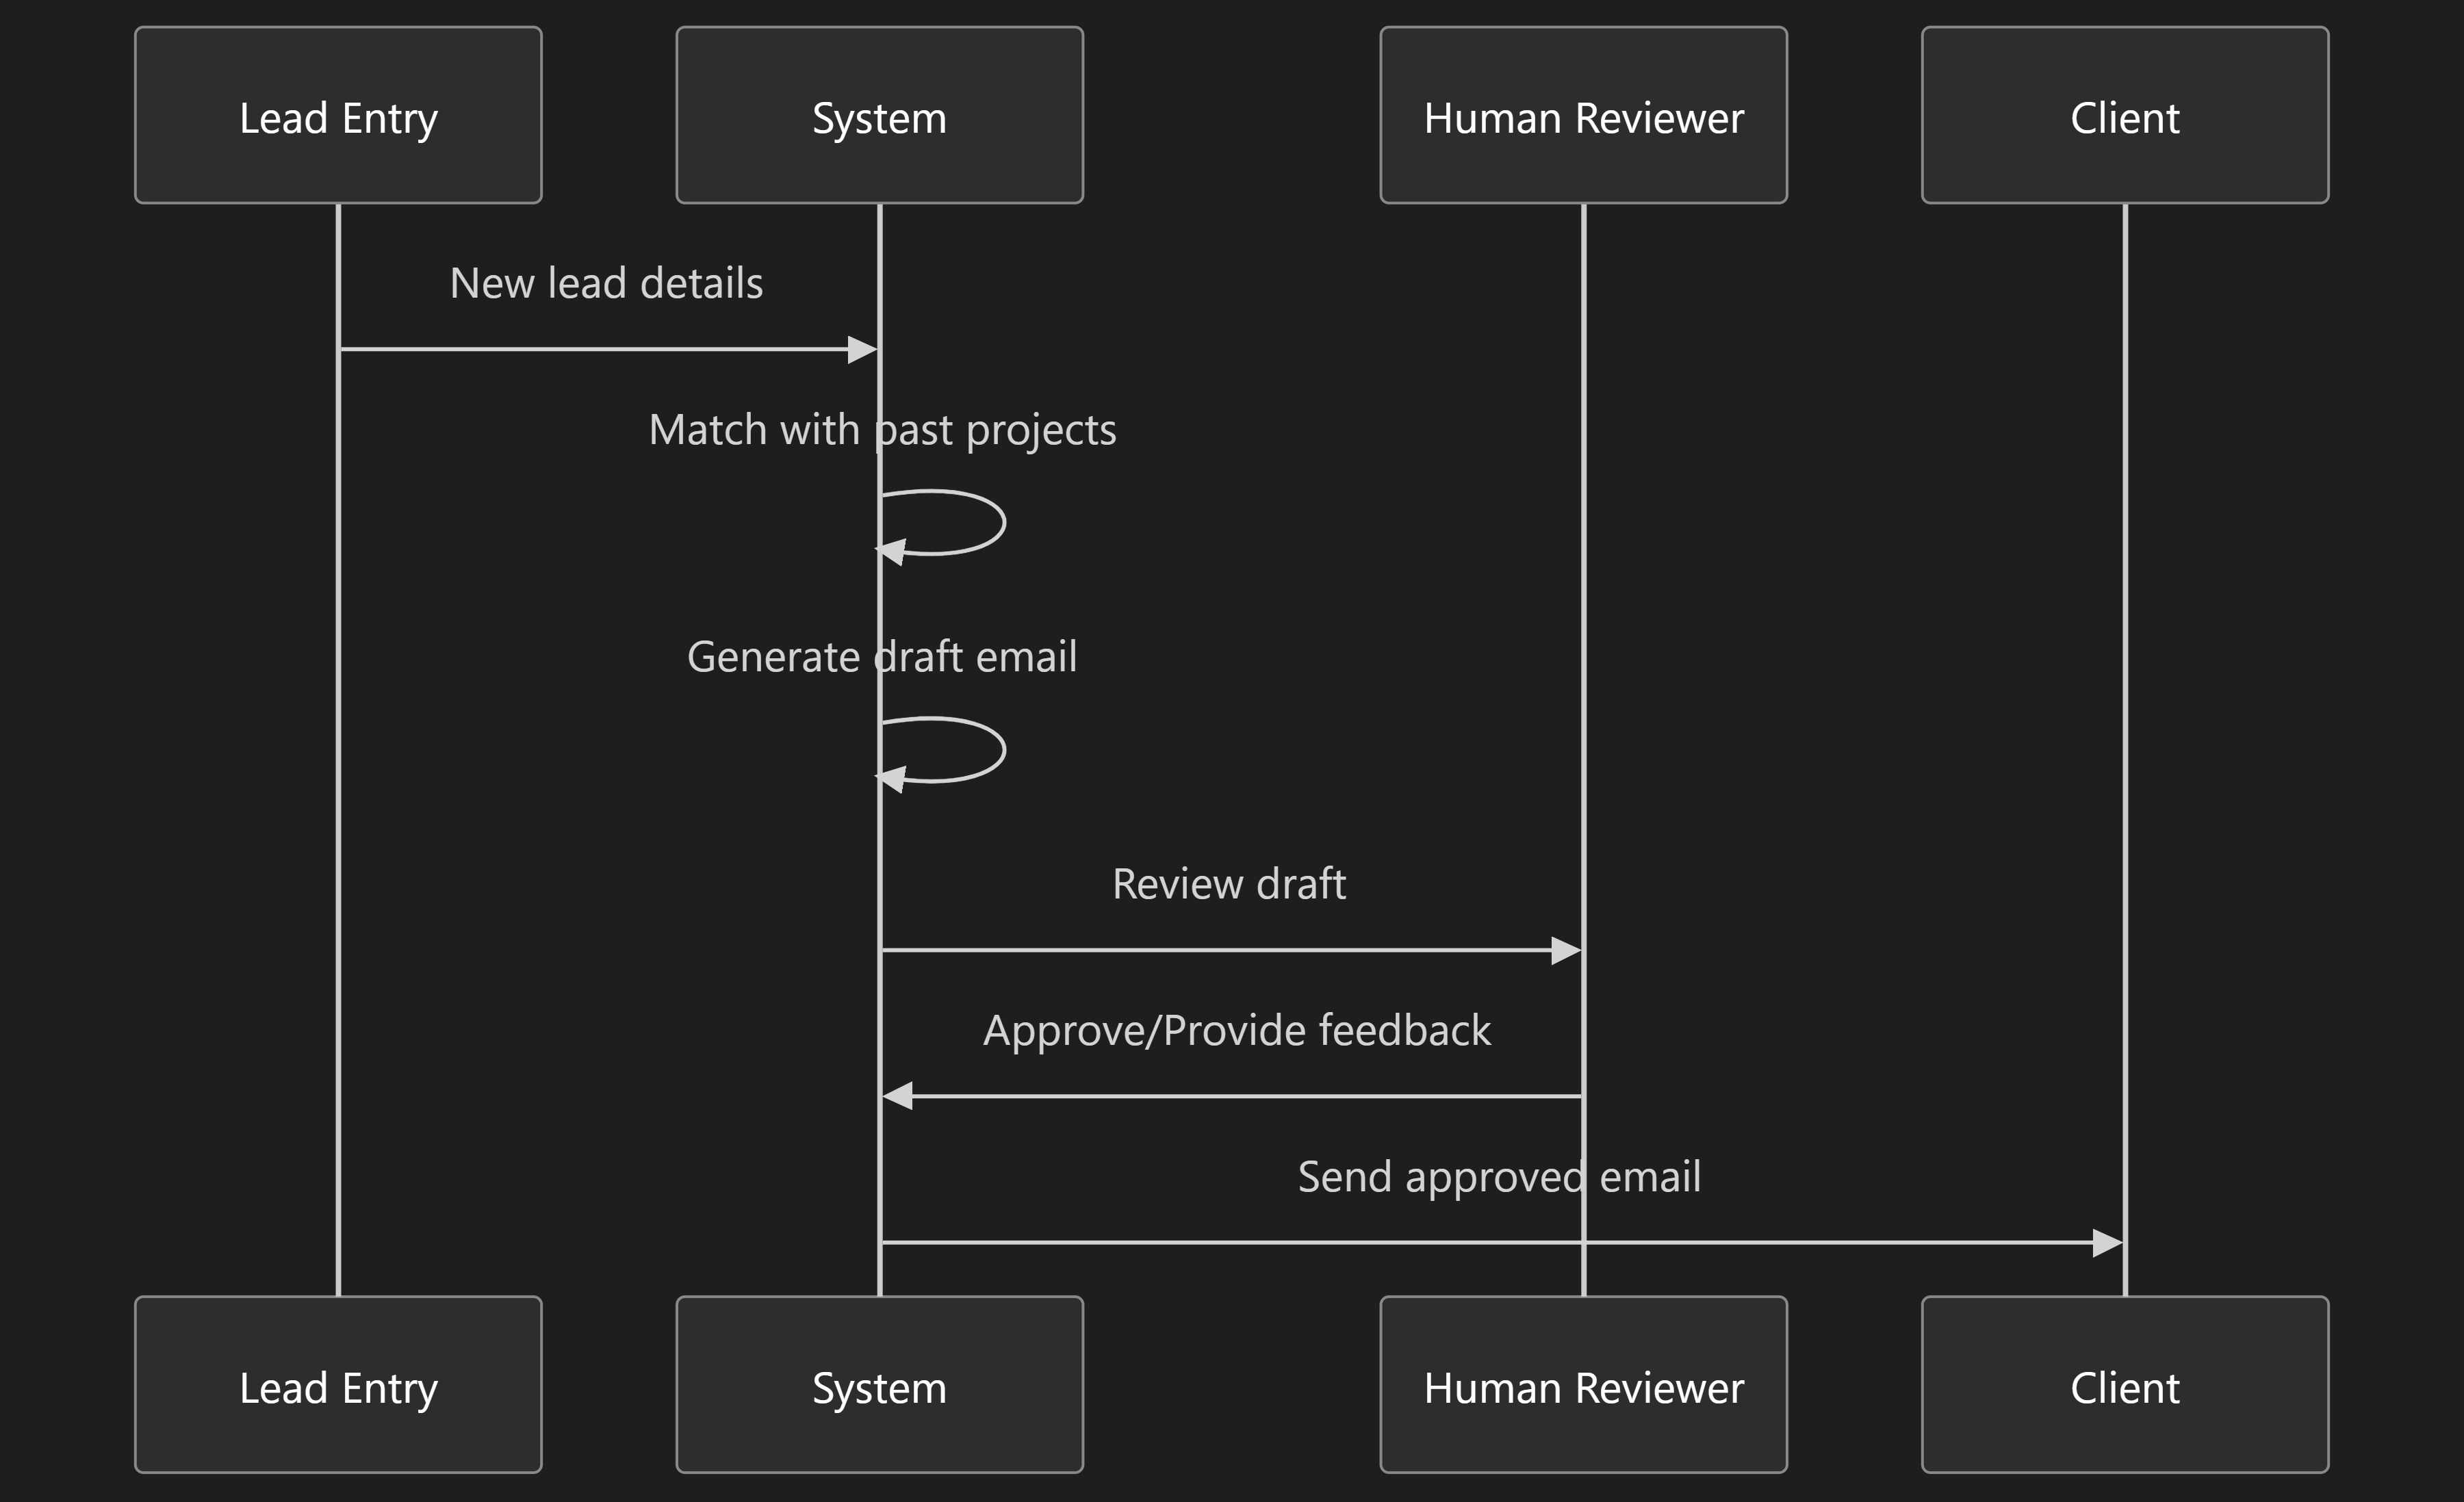 Lead Entry
System
Human Reviewer
Client
New lead details
Match with past projects
Generate draft email
Review draft
Approve/Provide feedback
Send approved email
Lead Entry
System
Human Reviewer
Client